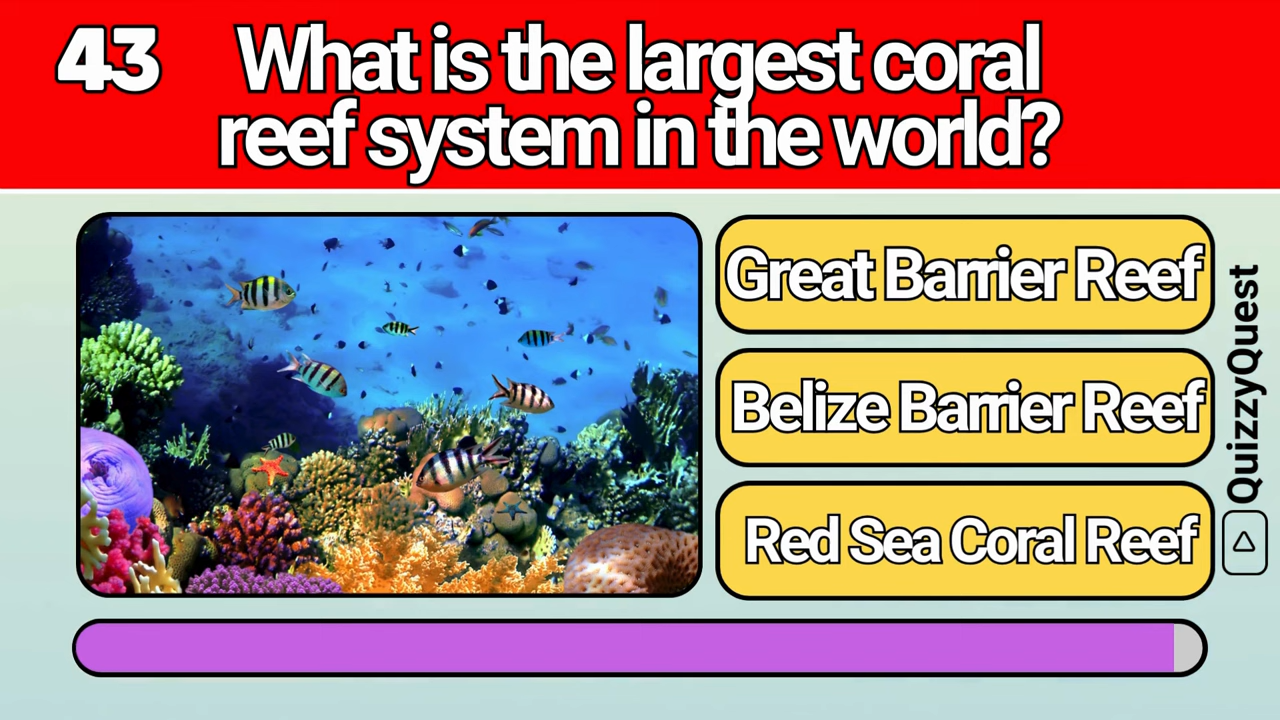 43
What is the largest coral
reef system in the world?
Great Barrier Reef
Belize Barrier Reef
Red Sea Coral Reef
QuizzyQuest